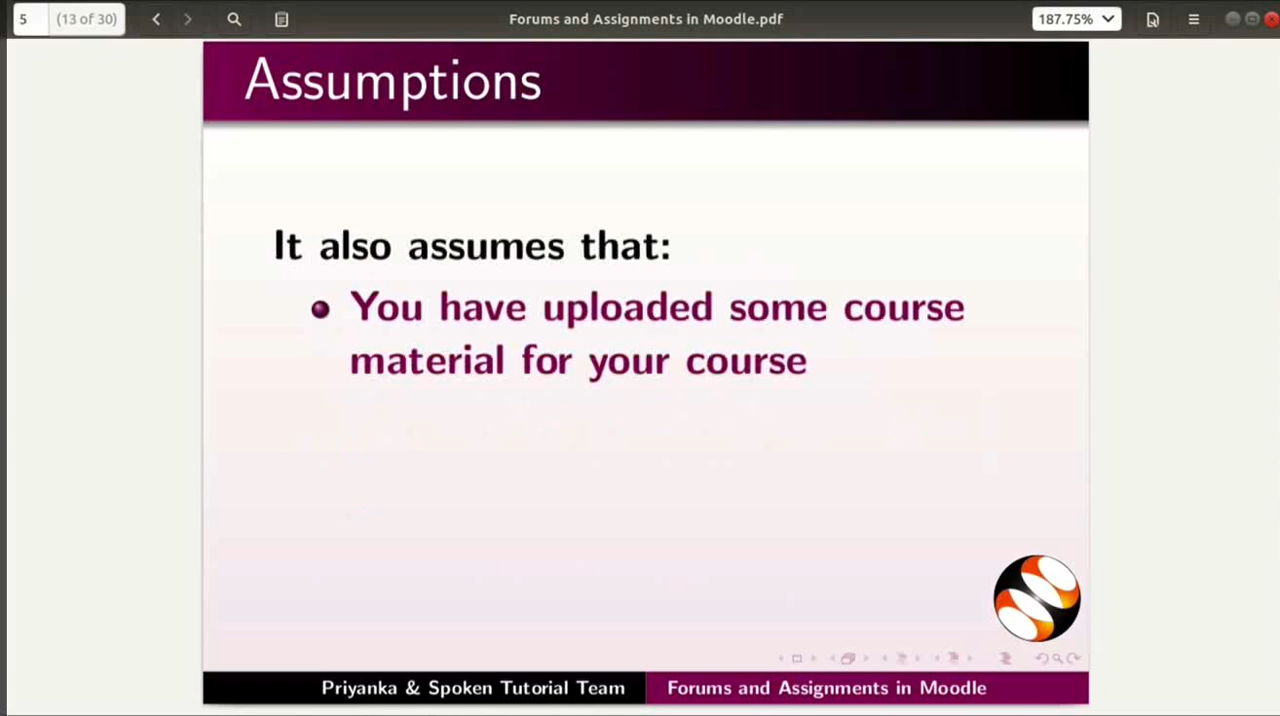 5 (13 of 30) Forums and Assignments in Moodle.pdf 187.75%
Assumptions
It also assumes that:
You have uploaded some course
material for your course
Priyanka & Spoken Tutorial Team Forums and Assignments in Moodle